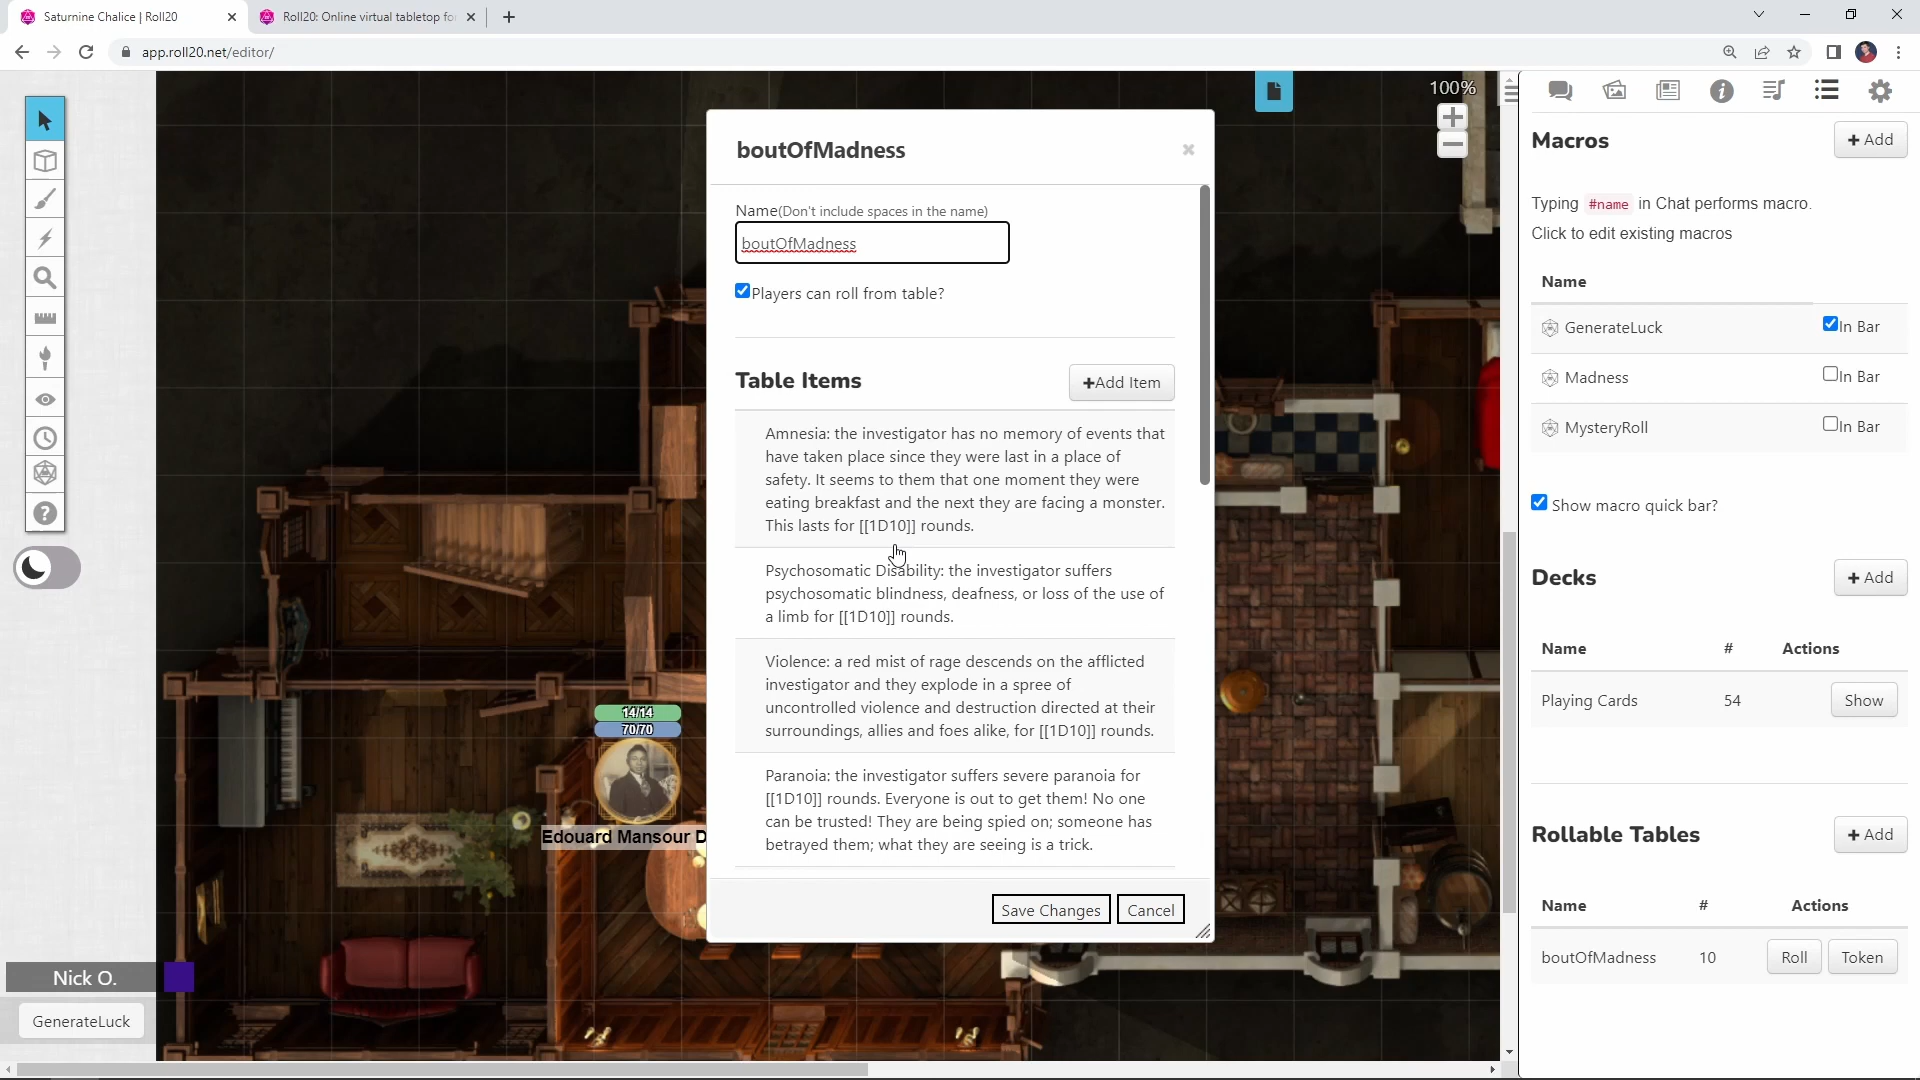 Saturnine Chalice | Roll20
Roll20: Online virtual tabletop fo
app.roll20.net/editor/
100%
boutOfMadness
Name(Don't include spaces in the name)
boutOfMadness
Players can roll from table?
Table Items
+Add Item
Amnesia: the investigator has no memory of events that
have taken place since they were last in a place of
safety. It seems to them that one moment they were
eating breakfast and the next they are facing a monster.
This lasts for [[1D10]] rounds.
Psychosomatic Disability: the investigator suffers
psychosomatic blindness, deafness, or loss of the use of
a limb for [[1D10]] rounds.
Violence: a red mist of rage descends on the afflicted
investigator and they explode in a spree of
uncontrolled violence and destruction directed at their
surroundings, allies and foes alike, for [[1D10]] rounds.
Paranoia: the investigator suffers severe paranoia for
[[1D10]] rounds. Everyone is out to get them! No one
can be trusted! They are being spied on; someone has
betrayed them; what they are seeing is a trick.
Save Changes
Cancel
14/14
70/70
Edouard Mansour D
Nick O.
GenerateLuck
Macros
+ Add
Typing #name in Chat performs macro.
Click to edit existing macros
Name
GenerateLuck
In Bar
Madness
In Bar
MysteryRoll
In Bar
Show macro quick bar?
Decks
+ Add
Name # Actions
Playing Cards 54 Show
Rollable Tables
+ Add
Name # Actions
boutOfMadness 10 Roll Token